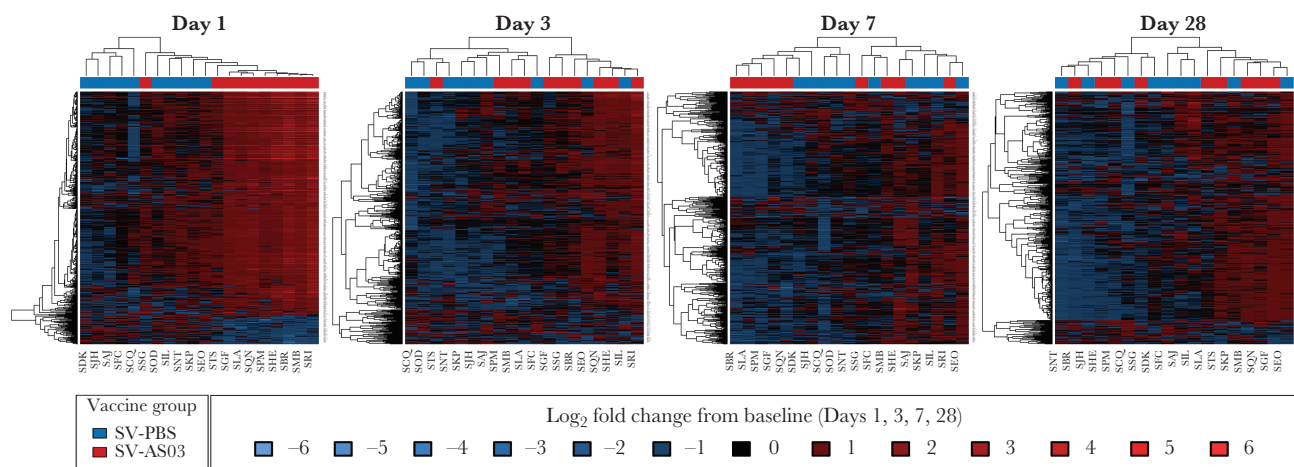 Day 1
Day 3
Day 7
Day 28
SDK SJH SAJ SFC SCQ SSG SOD SIL SNT SKP SEO STS SGF SLA SQN SPM SHE SBR SMB SRI
SCQ SOD STS SNT SKP SJH SAJ SPM SMB SLA SFC SGF SSG SBR SEO SQN SHE SIL SRI
SBR SLA SPM SGF SQN SDK SJH SCQ SOD SNT SSG SFC SMB SHE SAJ SKP SIL SRI SEO
SNT SBR SJH SHE SPM SCQ SSG SDK SFC SAJ SIL SLA STS SKP SMB SQN SGF SEO
Vaccine group
SV-PBS
SV-AS03
Log₂ fold change from baseline (Days 1, 3, 7, 28)
−6 −5 −4 −3 −2 −1 0 1 2 3 4 5 6